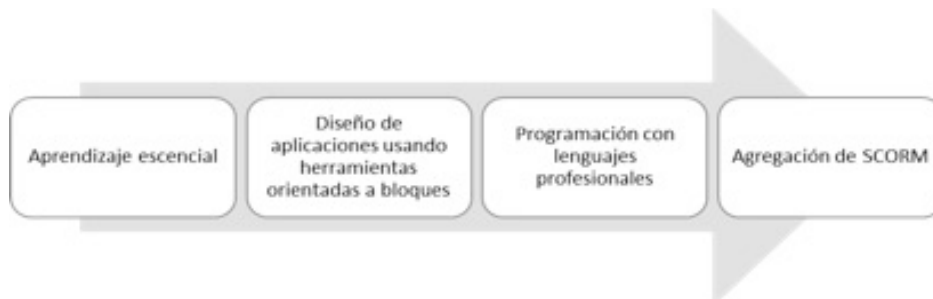 Aprendizaje escencial
Diseño de
aplicaciones usando
herramientas
orientadas a bloques
Programación con
lenguajes
profesionales
Agregación de SCORM